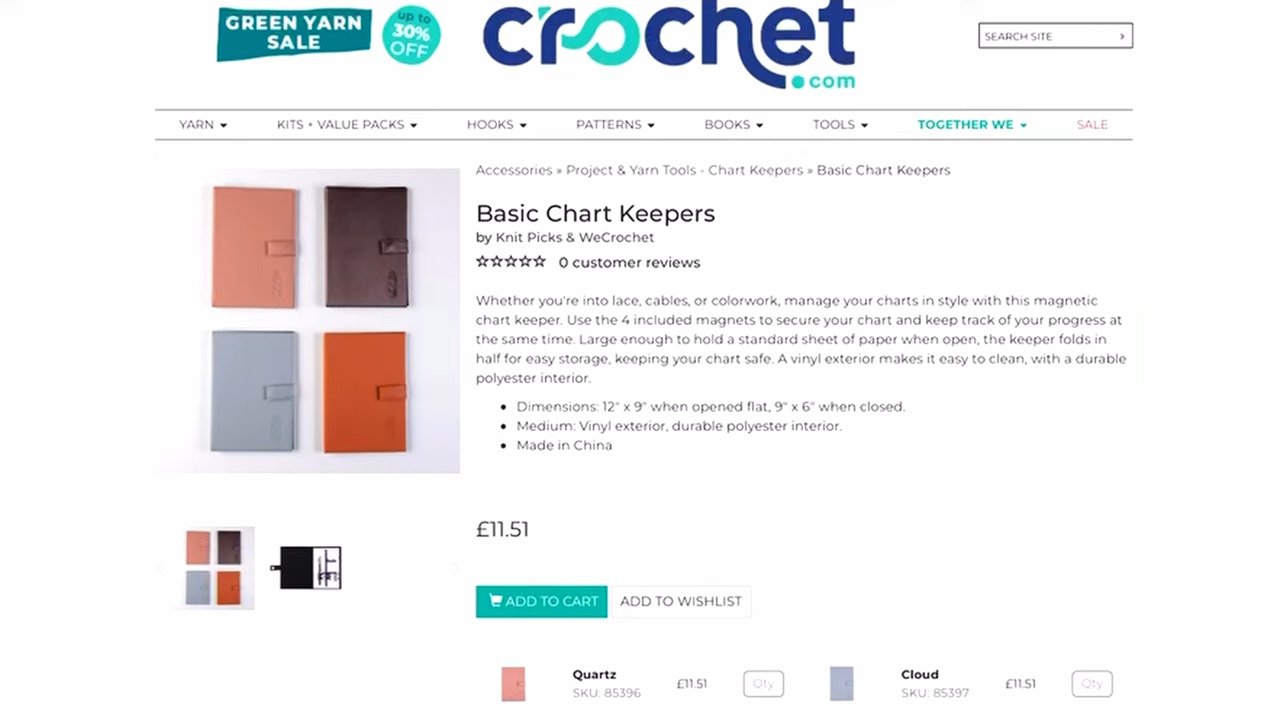 GREEN YARN
SALE
up to
30%
OFF
crochet
.com
SEARCH SITE
YARN
KITS + VALUE PACKS
HOOKS
PATTERNS
BOOKS
TOOLS
TOGETHER WE
SALE
Accessories » Project & Yarn Tools - Chart Keepers » Basic Chart Keepers
Basic Chart Keepers
by Knit Picks & WeCrochet
0 customer reviews
Whether you're into lace, cables, or colorwork, manage your charts in style with this magnetic
chart keeper. Use the 4 included magnets to secure your chart and keep track of your progress at
the same time. Large enough to hold a standard sheet of paper when open, the keeper folds in
half for easy storage, keeping your chart safe. A vinyl exterior makes it easy to clean, with a durable
polyester interior.
Dimensions: 12" x 9" when opened flat, 9" x 6" when closed.
Medium: Vinyl exterior, durable polyester interior.
Made in China
£11.51
ADD TO CART
ADD TO WISHLIST
Quartz
SKU: 85396
£11.51
Qty
Cloud
SKU: 85397
£11.51
Qty